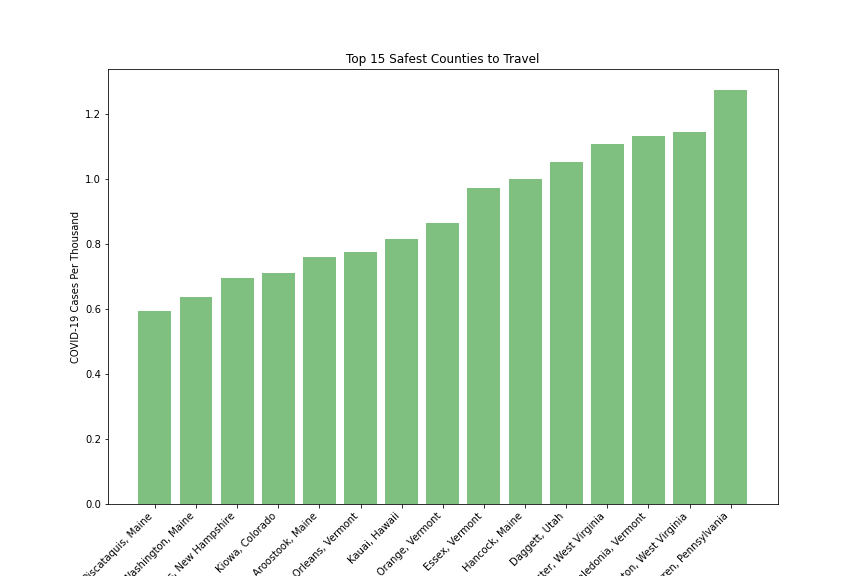 Top 15 Safest Counties to Travel
COVID-19 Cases Per Thousand
1.2
1.0
0.8
0.6
0.4
0.2
0.0
Piscataquis, Maine
Washington, Maine
New Hampshire
Kiowa, Colorado
Aroostook, Maine
Orleans, Vermont
Kauai, Hawaii
Orange, Vermont
Essex, Vermont
Hancock, Maine
Daggett, Utah
West Virginia
Vermont
West Virginia
Pennsylvania